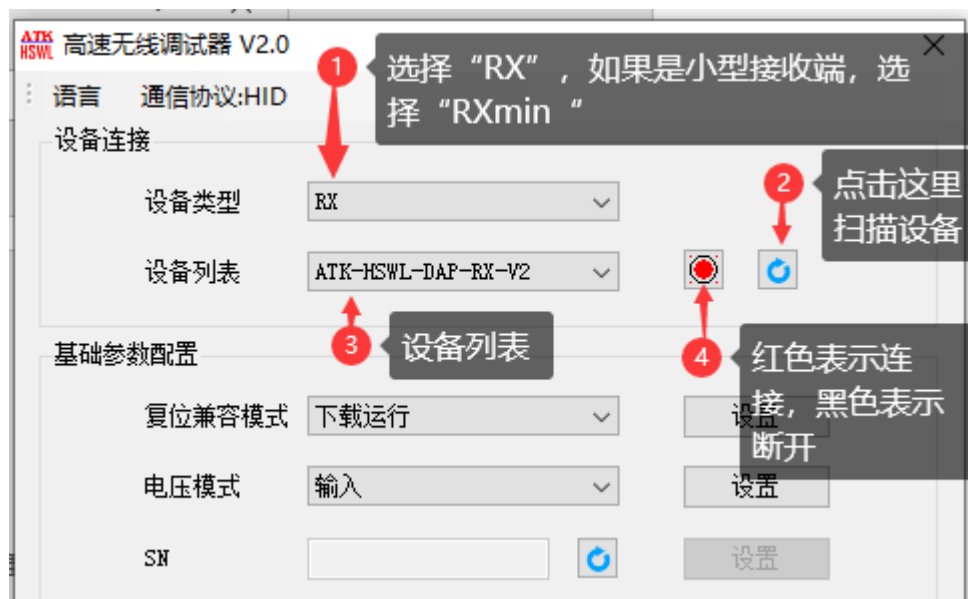 ATK
HSWL 高速无线调试器 V2.0
语言 通信协议:HID
1 选择“RX”,如果是小型接收端,选
择“RXmin “
设备连接
设备类型 RX
2 点击这里
扫描设备
设备列表 ATK-HSWL-DAP-RX-V2
3 设备列表
4 红色表示连
接,黑色表示
断开
基础参数配置
复位兼容模式 下载运行 设置
电压模式 输入 设置
SN 设置